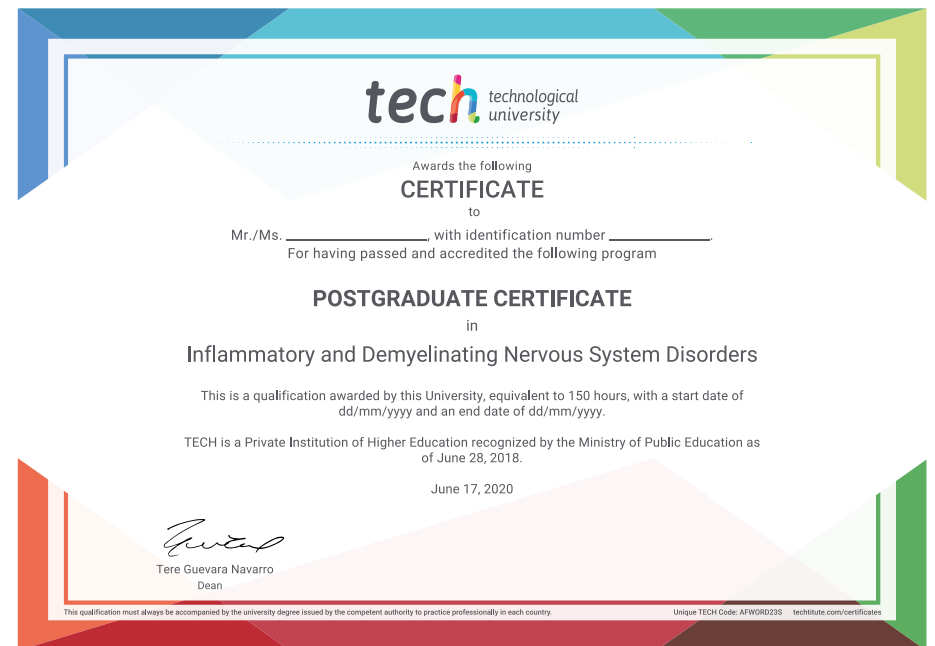 tech technological
university
Awards the following
CERTIFICATE
to
Mr./Ms. ____________________, with identification number ______________.
For having passed and accredited the following program
POSTGRADUATE CERTIFICATE
in
Inflammatory and Demyelinating Nervous System Disorders
This is a qualification awarded by this University, equivalent to 150 hours, with a start date of
dd/mm/yyyy and an end date of dd/mm/yyyy.
TECH is a Private Institution of Higher Education recognized by the Ministry of Public Education as
of June 28, 2018.
June 17, 2020
Tere Guevara Navarro
Dean
This qualification must always be accompanied by the university degree issued by the competent authority to practice professionally in each country.
Unique TECH Code: AFWORD23S techtitute.com/certificates